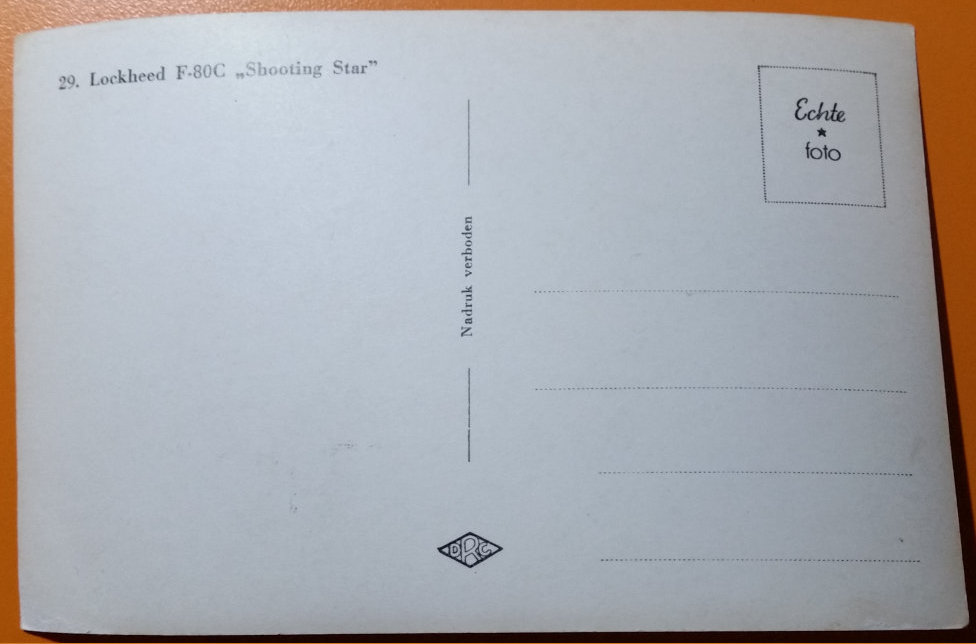 29. Lockheed F-80C „Shooting Star”
Echte
foto
Nadruk verboden
DRC